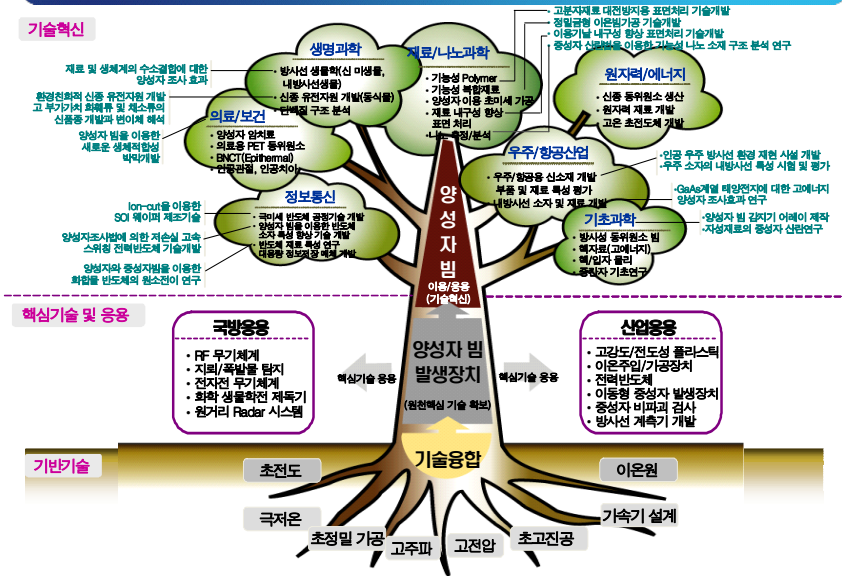 기술혁신
· 고분자재료 대전방지용 표면처리 기술개발
· 정밀금형 이온빔가공 기술개발
· 이용기날 내구성 향상 표면처리 기술개발
· 중성자 산란법을 이용한 기능성 나노 소재 구조 분석 연구
생명과학
· 방사선 생물학(신 미생물,
내방사선생물)
· 신종 유전자원 개발(동식물)
· 단백질 구조 분석
재료/나노과학
· 기능성 Polymer
· 기능성 복합재료
· 양성자 이용 초미세 가공
· 재료 내구성 향상
표면 처리
· 나노 측정/분석
원자력/에너지
· 신종 동위원소 생산
· 원자력 재료 개발
· 고온 초전도체 개발
재료 및 생체계의 수소결합에 대한
양성자 조사 효과
환경친화적 신종 유전자원 개발
고 부가가치 화훼류 및 채소류의
신품종 개발과 변이체 해석
양성자 빔을 이용한
새로운 생체적합성
박막개발
의료/보건
· 양성자 암치료
· 의료용 PET 동위원소
· BNCT(Epithermal)
· 인공관절, 인공치아
우주/항공산업
· 우주/항공용 신소재 개발
부품 및 재료 특성 평가
· 내방사선 소자 및 재료 개발
· 인공 우주 방사선 환경 재현 시설 개발
· 우주 소자의 내방사선 특성 시험 및 평가
· GaAs계열 태양전지에 대한 고에너지
양성자 조사효과 연구
· 양성자 빔 감지기 어레이 제작
· 자성재료의 중성자 산란연구
정보통신
· 극미세 반도체 공정기술 개발
· 양성자 빔을 이용한 반도체
소자 특성 향상 기술 개발
· 반도체 재료 특성 연구
대용량 정보저장 매체 개발
Ion-cut을 이용한
SOI 웨이퍼 제조기술
양성자조사법에 의한 저손실 고속
스위칭 전력반도체 기술개발
양성자와 중성자빔을 이용한
화합물 반도체의 원소전이 연구
기초과학
· 방사성 동위원소 빔
· 핵자료(고에너지)
· 핵/입자 물리
· 중성자 기초연구
양
성
자
빔
이용/응용
(기술혁신)
핵심기술 및 응용
국방응용
· RF 무기체계
· 지뢰/폭발물 탐지
· 전자전 무기체계
· 화학 생물학전 제독기
· 원거리 Radar 시스템
핵심기술 응용
양성자 빔
발생장치
(원천핵심 기술 확보)
핵심기술 응용
산업응용
· 고강도/전도성 플라스틱
· 이온주입/가공장치
· 전력반도체
· 이동형 중성자 발생장치
· 중성자 비파괴 검사
· 방사선 계측기 개발
기반기술
기술융합
초전도
이온원
극저온
초정밀 가공
고주파
고전압
초고진공
가속기 설계